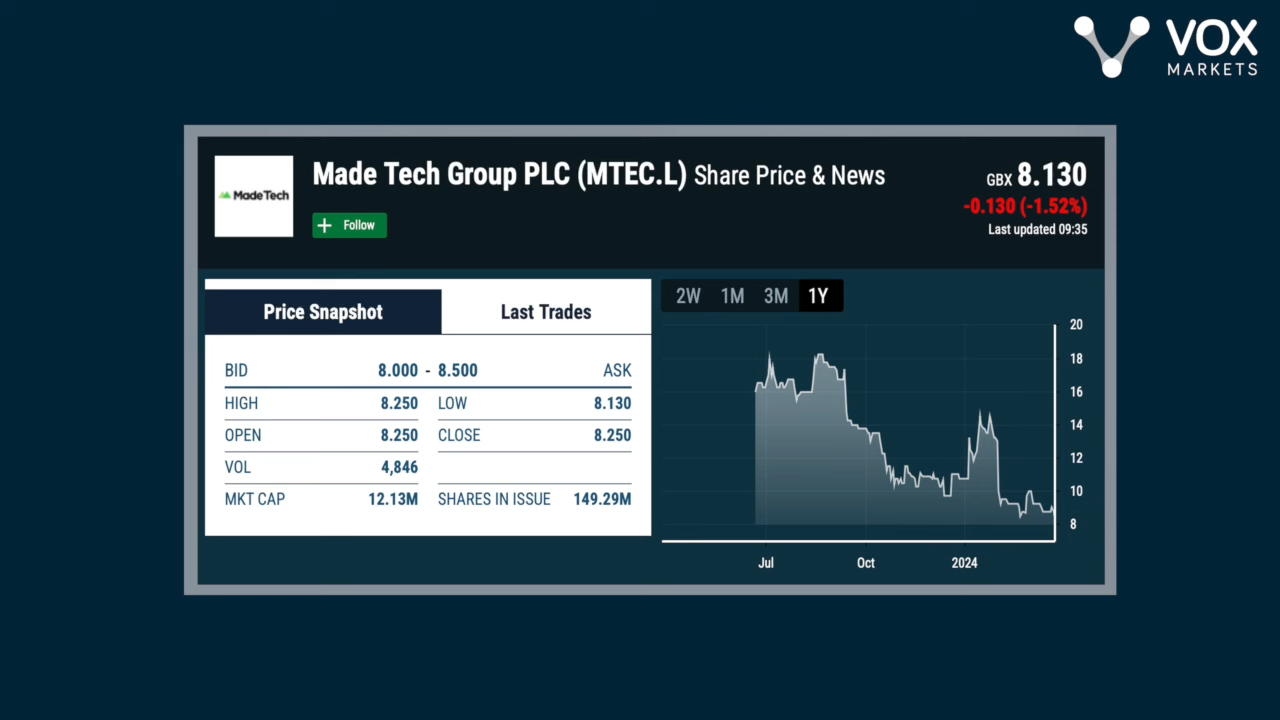 VOX
MARKETS
Made Tech
Made Tech Group PLC (MTEC.L) Share Price & News
+ Follow
GBX 8.130
-0.130 (-1.52%)
Last updated 09:35
Price Snapshot
Last Trades
BID 8.000 - 8.500 ASK
HIGH 8.250 LOW 8.130
OPEN 8.250 CLOSE 8.250
VOL 4,846
MKT CAP 12.13M SHARES IN ISSUE 149.29M
2W 1M 3M 1Y
20
18
16
14
12
10
8
Jul Oct 2024